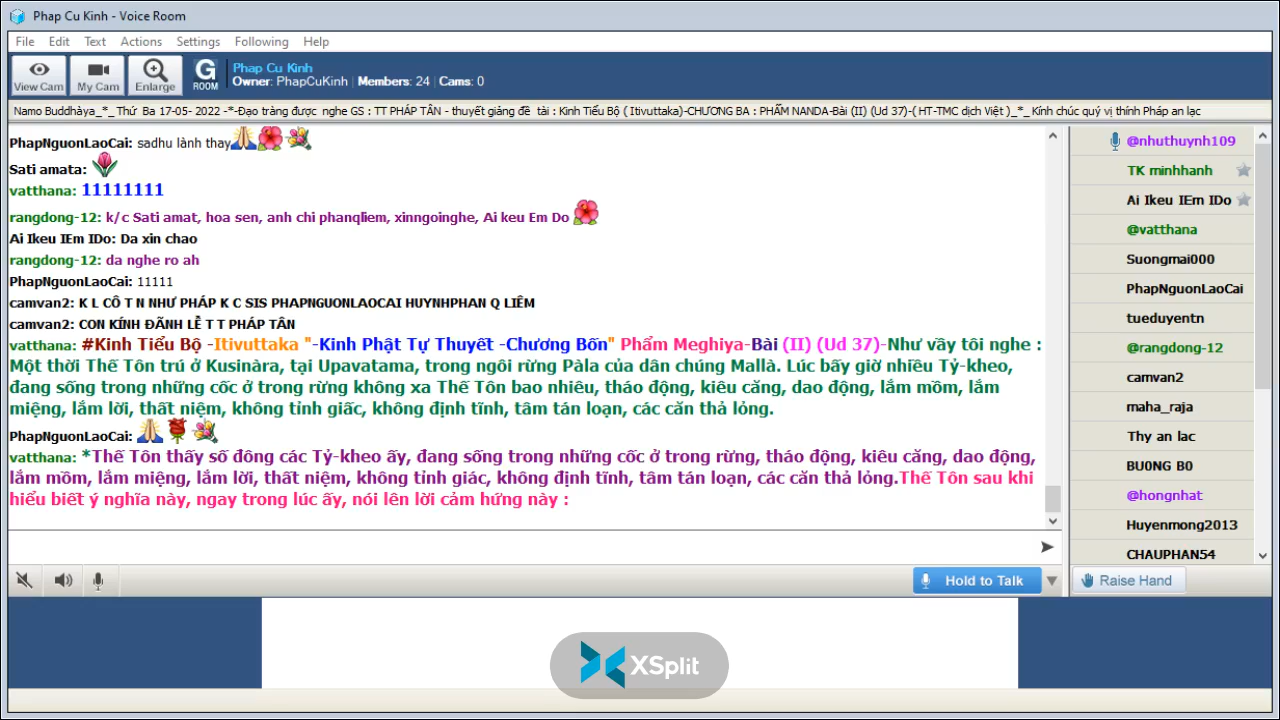 Phap Cu Kinh - Voice Room
File Edit Text Actions Settings Following Help
View Cam My Cam Enlarge G ROOM
Phap Cu Kinh
Owner: PhapCuKinh | Members: 24 | Cams: 0
Namo Buddhàya_*_ Thứ Ba 17-05- 2022 -*-Đạo tràng được nghe GS : TT PHÁP TÂN - thuyết giảng đề tài : Kinh Tiểu Bộ ( Itivuttaka)-CHƯƠNG BA : PHẨM NANDA-Bài (II) (Ud 37)-( HT-TMC dịch Việt )_*_ Kính chúc quý vị thính Pháp an lạc
PhapNguonLaoCai: sadhu lành thay
Sati amata:
vatthana: 11111111
rangdong-12: k/c Sati amat, hoa sen, anh chi phanqliem, xinngoinghe, Ai keu Em Do
Ai Ikeu IEm IDo: Da xin chao
rangdong-12: da nghe ro ah
PhapNguonLaoCai: 11111
camvan2: K L CÔ T N NHƯ PHÁP K C SIS PHAPNGUONLAOCAI HUYNHPHAN Q LIÊM
camvan2: CON KÍNH ĐÃNH LỄ T T PHÁP TÂN
vatthana: #Kinh Tiểu Bộ -Itivuttaka "-Kinh Phật Tự Thuyết -Chương Bốn" Phẩm Meghiya-Bài (II) (Ud 37)-Như vầy tôi nghe :
Một thời Thế Tôn trú ở Kusinàra, tại Upavatama, trong ngôi rừng Pàla của dân chúng Mallà. Lúc bấy giờ nhiều Tỷ-kheo,
đang sống trong những cốc ở trong rừng không xa Thế Tôn bao nhiêu, tháo động, kiêu căng, dao động, lắm mồm, lắm
miệng, lắm lời, thất niệm, không tỉnh giấc, không định tĩnh, tâm tán loạn, các căn thả lỏng.
PhapNguonLaoCai:
vatthana: *Thế Tôn thấy số đông các Tỷ-kheo ấy, đang sống trong những cốc ở trong rừng, tháo động, kiêu căng, dao động,
lắm mồm, lắm miệng, lắm lời, thất niệm, không tỉnh giác, không định tĩnh, tâm tán loạn, các căn thả lỏng.Thế Tôn sau khi
hiểu biết ý nghĩa này, ngay trong lúc ấy, nói lên lời cảm hứng này :
@nhuthuynh109
TK minhhanh
Ai Ikeu IEm IDo
@vatthana
Suongmai000
PhapNguonLaoCai
tueduyentn
@rangdong-12
camvan2
maha_raja
Thy an lac
BU0NG B0
@hongnhat
Huyenmong2013
CHAUPHAN54
Hold to Talk
Raise Hand
XSplit